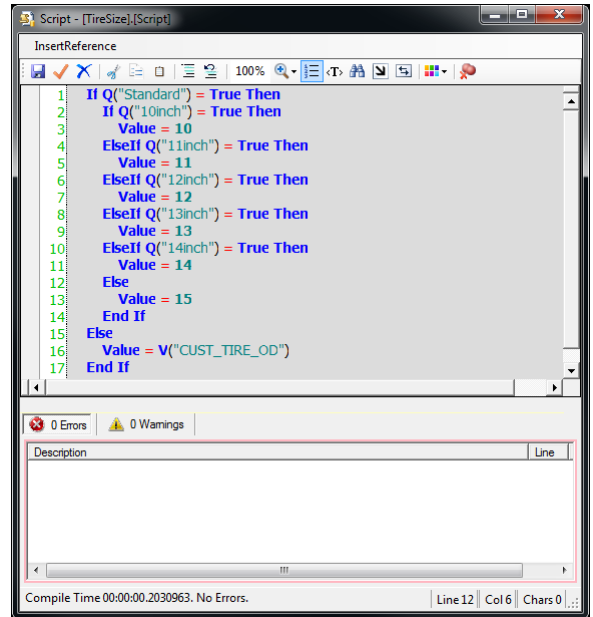 Script - [TireSize].[Script]
InsertReference
100%
<T>
1 If Q("Standard") = True Then
2 If Q("10inch") = True Then
3 Value = 10
4 ElseIf Q("11inch") = True Then
5 Value = 11
6 ElseIf Q("12inch") = True Then
7 Value = 12
8 ElseIf Q("13inch") = True Then
9 Value = 13
10 ElseIf Q("14inch") = True Then
11 Value = 14
12 Else
13 Value = 15
14 End If
15 Else
16 Value = V("CUST_TIRE_OD")
17 End If
0 Errors 0 Warnings
Description Line
Compile Time 00:00:00.2030963. No Errors. Line 12 Col 6 Chars 0